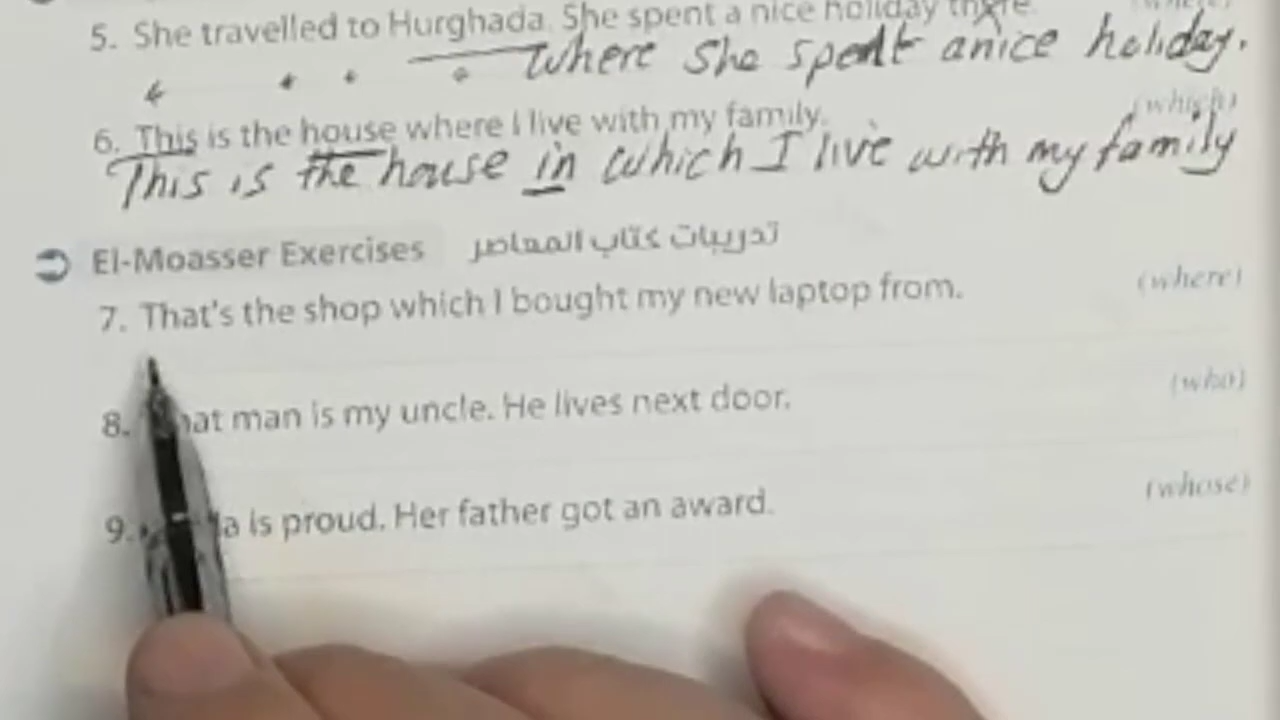 5. She travelled to Hurghada. She spent a nice holiday there. (where)
where She spent a nice holiday.
6. This is the house where I live with my family. (which)
This is the house in which I live with my family
El-Moasser Exercises تدريبات كتاب المعاصر
7. That's the shop which I bought my new laptop from. (where)
8. man is my uncle. He lives next door. (who)
9. is proud. Her father got an award. (whose)